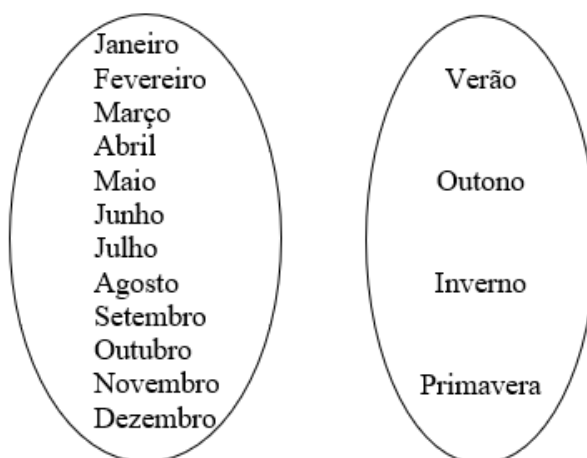 Janeiro
Fevereiro
Março
Abril
Maio
Junho
Julho
Agosto
Setembro
Outubro
Novembro
Dezembro
Verão
Outono
Inverno
Primavera